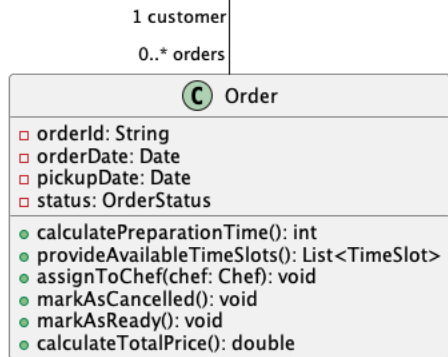 1 customer
0..* orders
C Order
orderId: String
orderDate: Date
pickupDate: Date
status: OrderStatus
calculatePreparationTime(): int
provideAvailableTimeSlots(): List<TimeSlot>
assignToChef(chef: Chef): void
markAsCancelled(): void
markAsReady(): void
calculateTotalPrice(): double